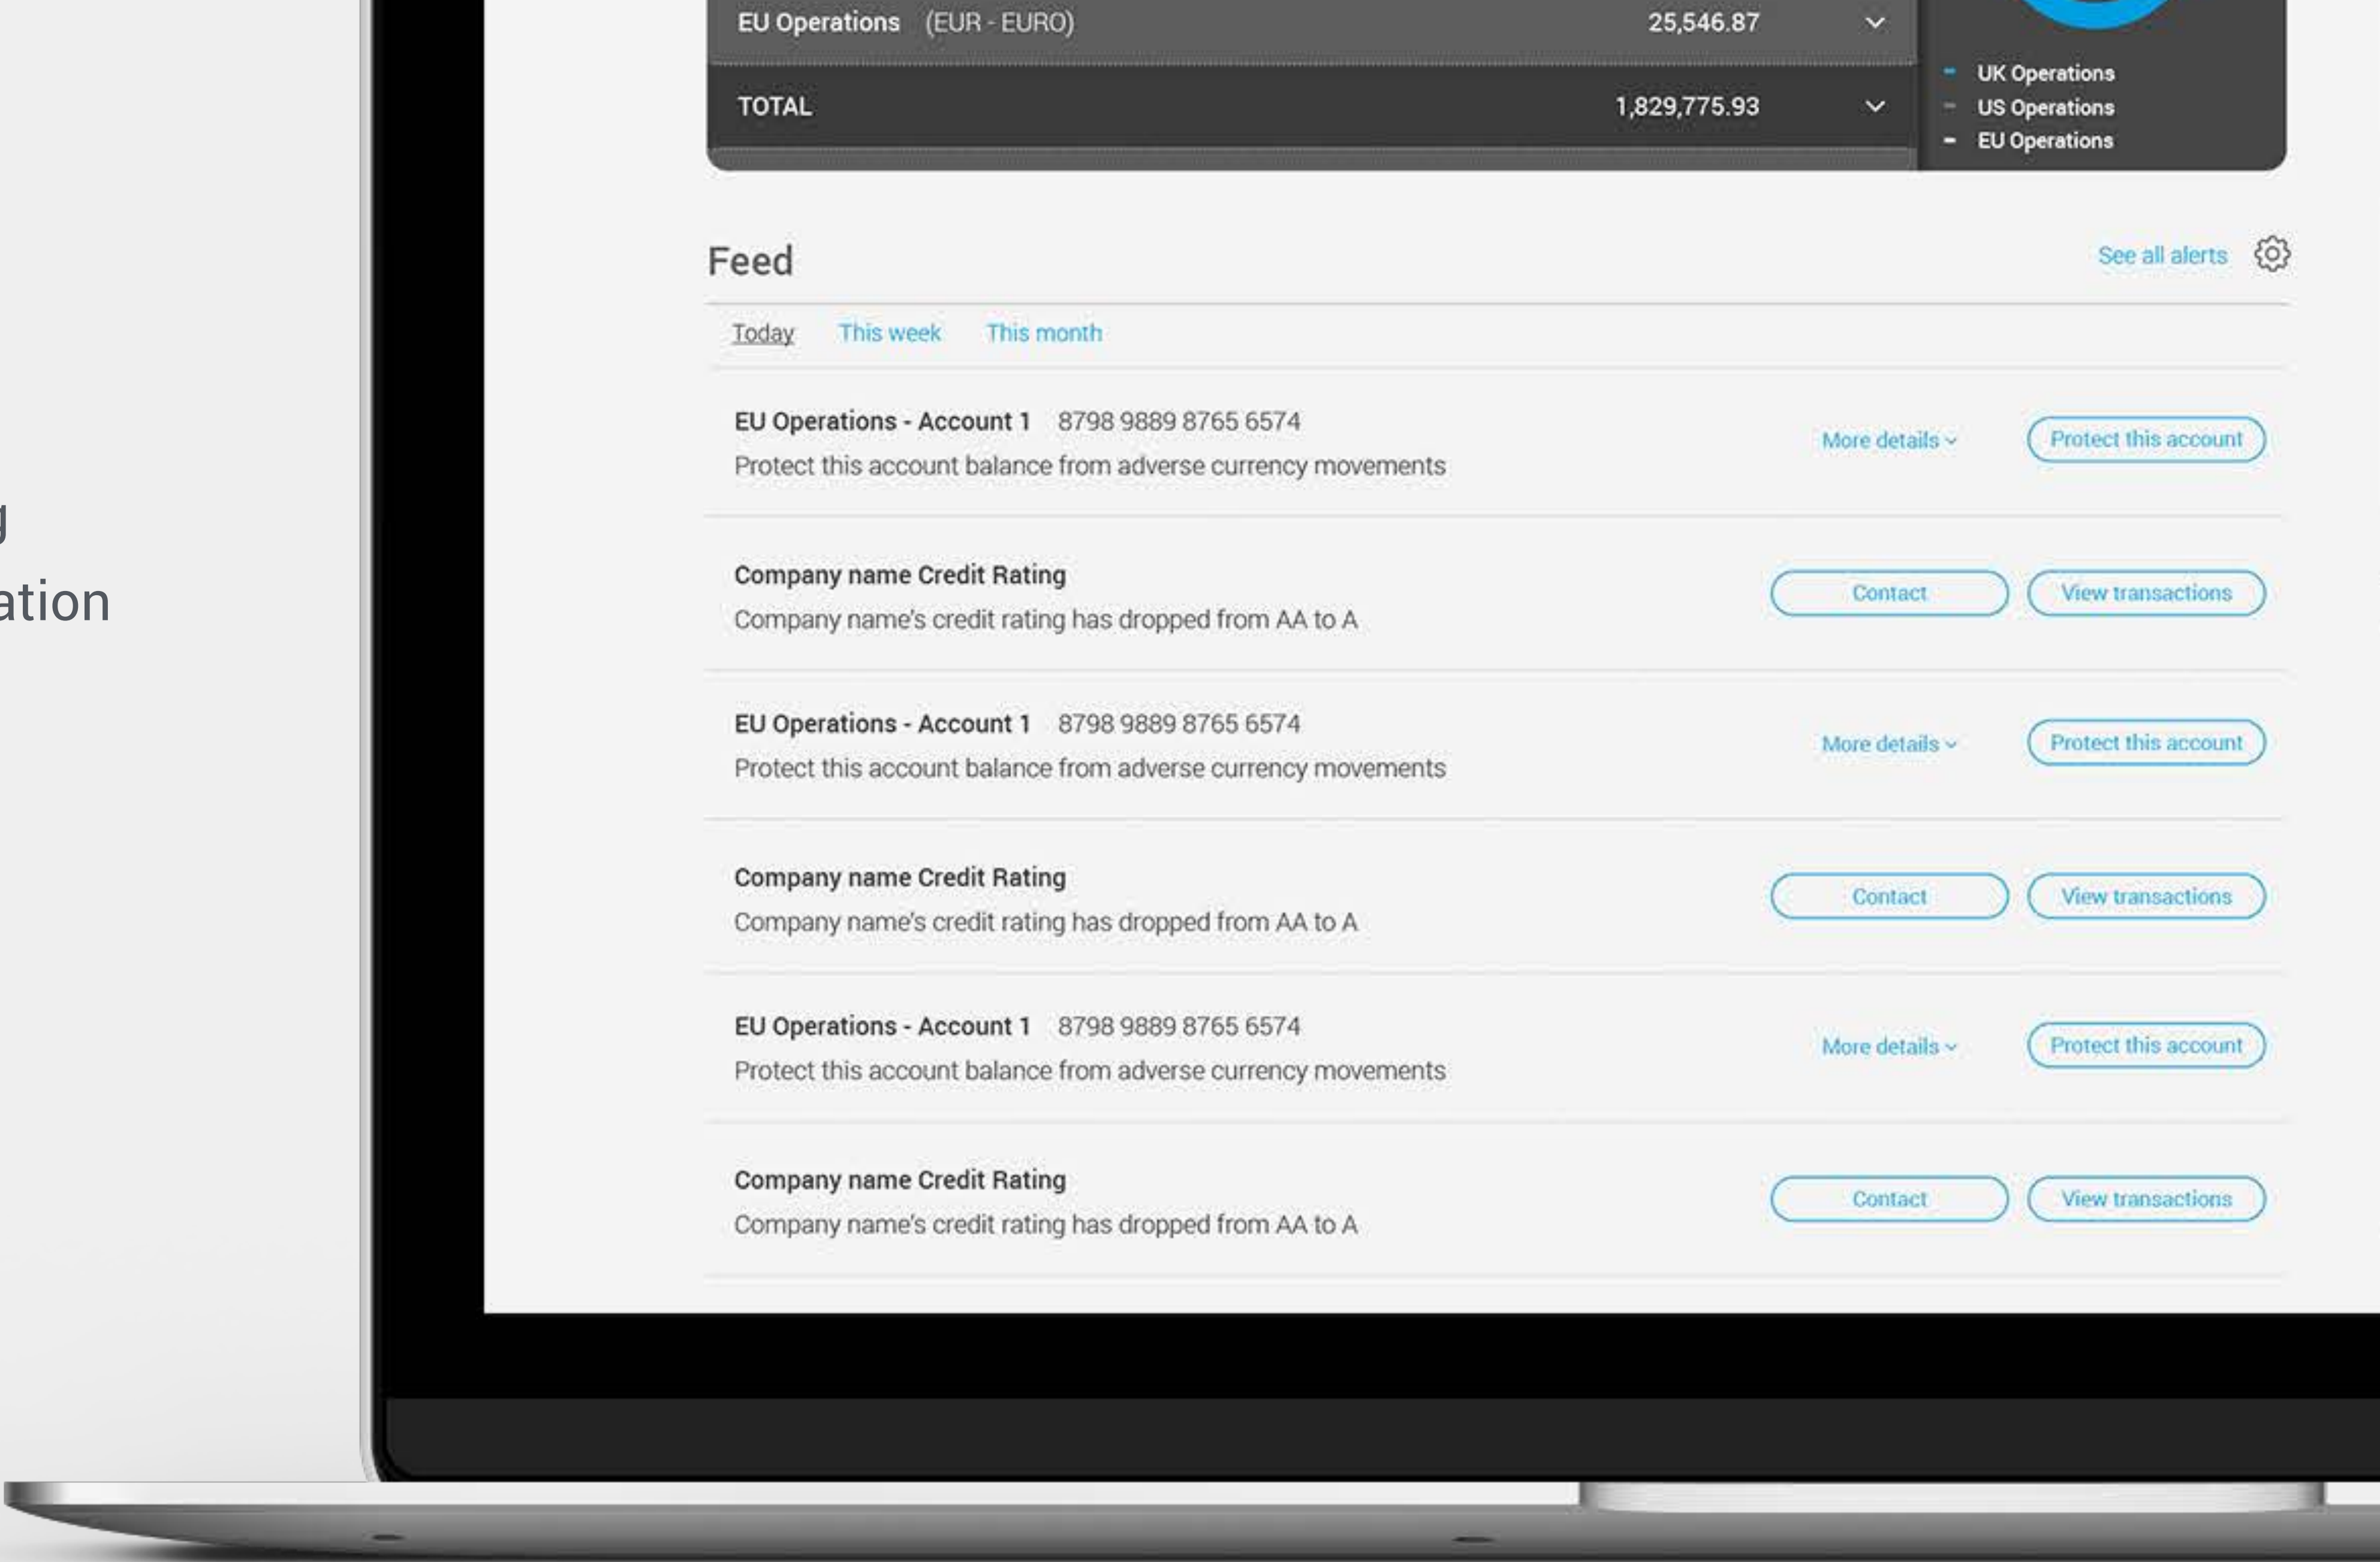 EU Operations (EUR - EURO) 25,546.87
TOTAL 1,829,775.93
UK Operations
US Operations
EU Operations
Feed See all alerts
Today This week This month
EU Operations - Account 1 8798 9889 8765 6574
Protect this account balance from adverse currency movements
More details Protect this account
Company name Credit Rating
Company name's credit rating has dropped from AA to A
Contact View transactions
EU Operations - Account 1 8798 9889 8765 6574
Protect this account balance from adverse currency movements
More details Protect this account
Company name Credit Rating
Company name's credit rating has dropped from AA to A
Contact View transactions
EU Operations - Account 1 8798 9889 8765 6574
Protect this account balance from adverse currency movements
More details Protect this account
Company name Credit Rating
Company name's credit rating has dropped from AA to A
Contact View transactions